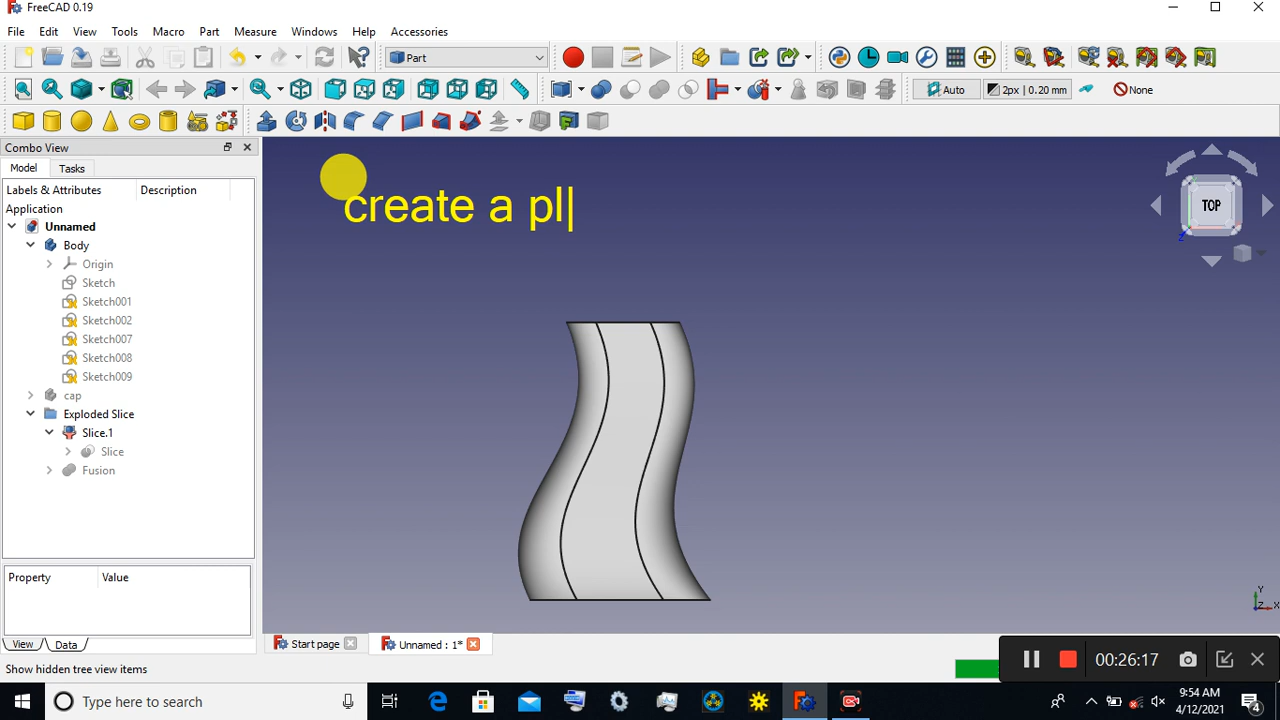 FreeCAD 0.19
File Edit View Tools Macro Part Measure Windows Help Accessories
Part
Auto 2px | 0.20 mm None
Combo View
Model Tasks
Labels & Attributes Description
Application
Unnamed
Body
Origin
Sketch
Sketch001
Sketch002
Sketch007
Sketch008
Sketch009
cap
Exploded Slice
Slice.1
Slice
Fusion
create a pl
TOP
Y
Z X
Property Value
View Data
Start page Unnamed : 1*
Show hidden tree view items
00:26:17
Type here to search
9:54 AM
4/12/2021
4